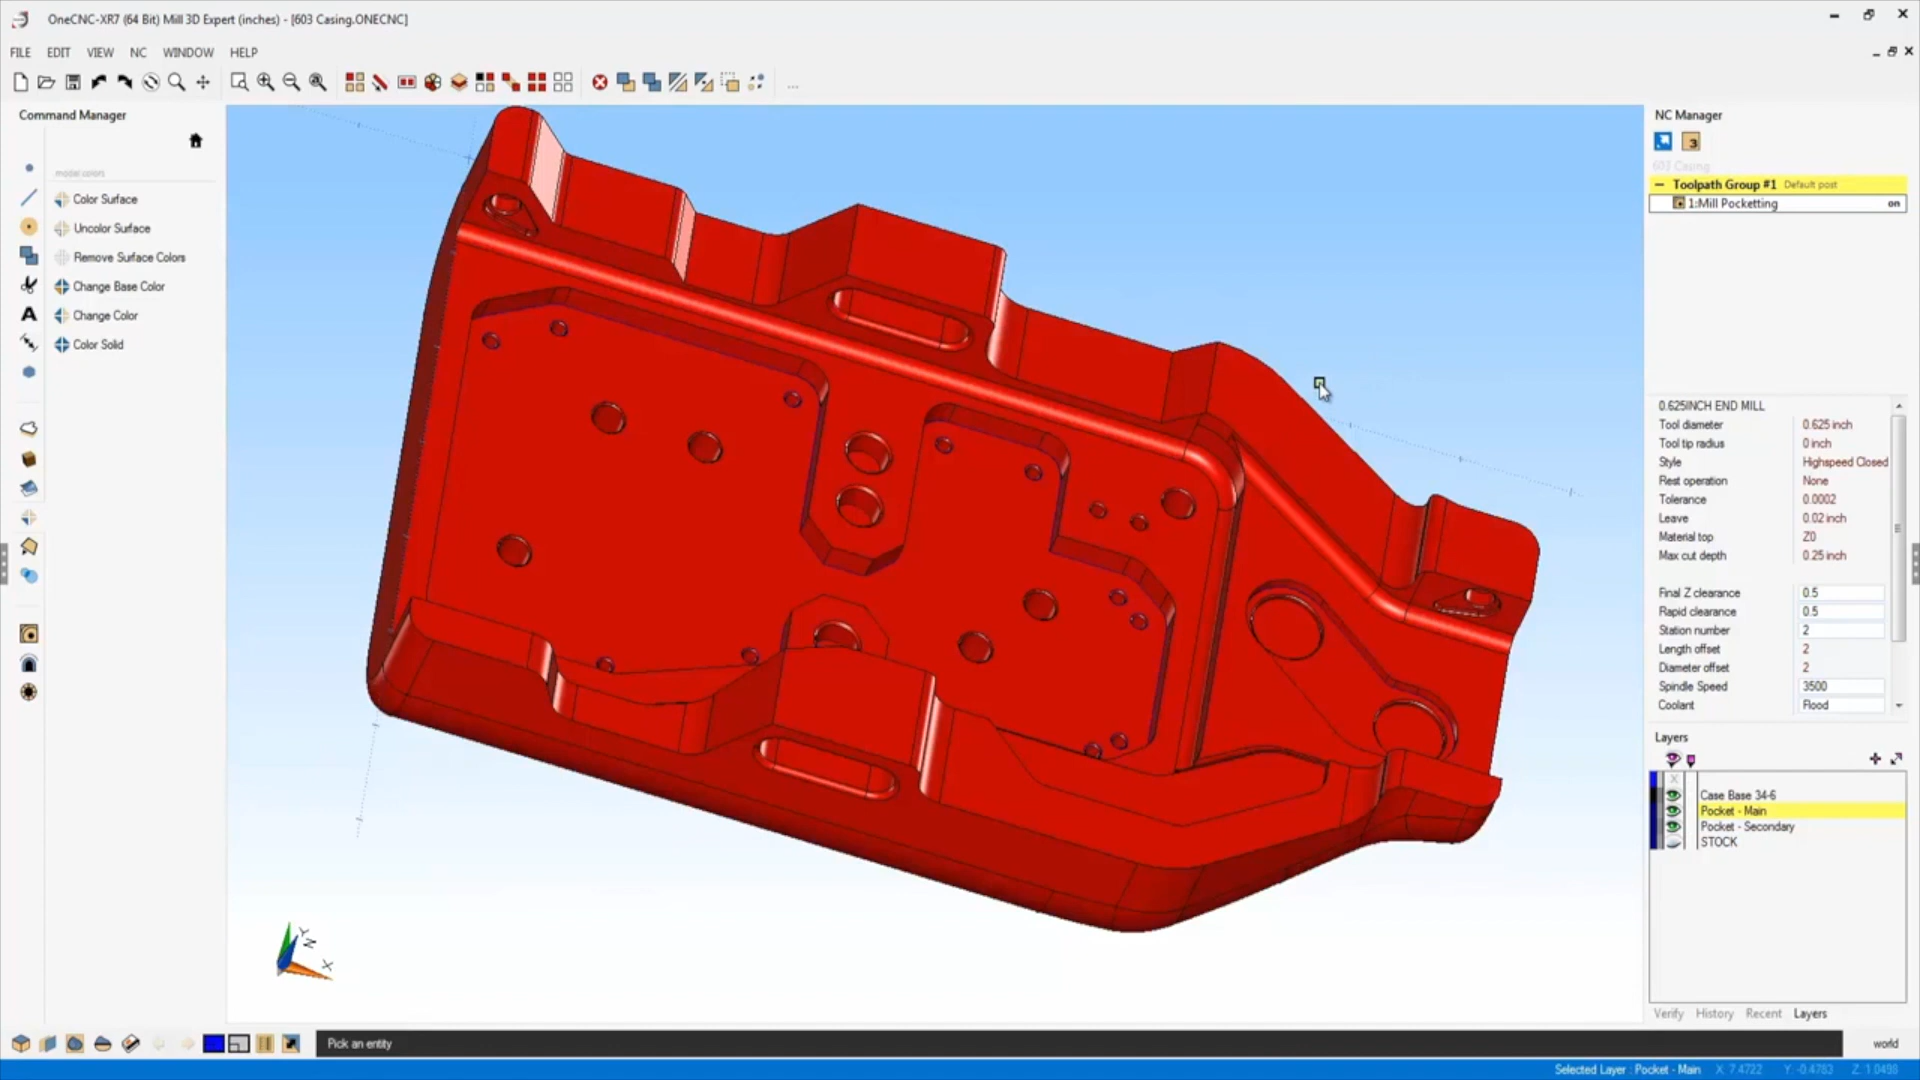 OneCNC-XR7 (64 Bit) Mill 3D Expert (inches) - [603 Casing.ONECNC]
FILE EDIT VIEW NC WINDOW HELP
Command Manager
model colors
Color Surface
Uncolor Surface
Remove Surface Colors
Change Base Color
Change Color
Color Solid
A
Y
Z
X
NC Manager
3
603 Casing
Toolpath Group #1 Default post
1:Mill Pocketting on
0.625INCH END MILL
Tool diameter 0.625 inch
Tool tip radius 0 inch
Style Highspeed Closed
Rest operation None
Tolerance 0.0002
Leave 0.02 inch
Material top Z0
Max cut depth 0.25 inch
Final Z clearance 0.5
Rapid clearance 0.5
Station number 2
Length offset 2
Diameter offset 2
Spindle Speed 3500
Coolant Flood
Layers
Case Base 34-6
Pocket - Main
Pocket - Secondary
STOCK
Verify History Recent Layers
Pick an entity
world
Selected Layer : Pocket - Main X: 7.4722 Y: -0.4783 Z: 1.0498